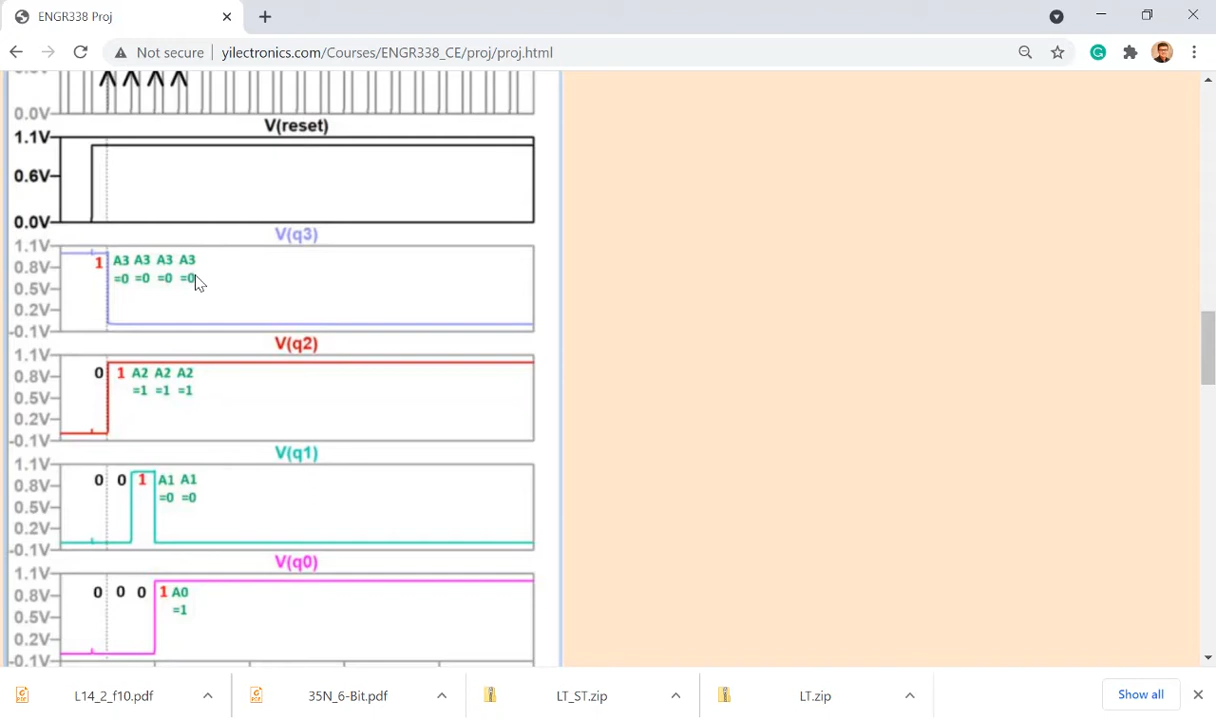 ENGR338 Proj
Not secure | yilectronics.com/Courses/ENGR338_CE/proj/proj.html
0.0V
V(reset)
1.1V
0.6V
0.0V
V(q3)
1.1V
0.8V
0.5V
0.2V
-0.1V
1 A3 A3 A3 A3
=0 =0 =0 =0
V(q2)
1.1V
0.8V
0.5V
0.2V
-0.1V
0 1 A2 A2 A2
=1 =1 =1
V(q1)
1.1V
0.8V
0.5V
0.2V
-0.1V
0 0 1 A1 A1
=0 =0
V(q0)
1.1V
0.8V
0.5V
0.2V
-0.1V
0 0 0 1 A0
=1
L14_2_f10.pdf
35N_6-Bit.pdf
LT_ST.zip
LT.zip
Show all